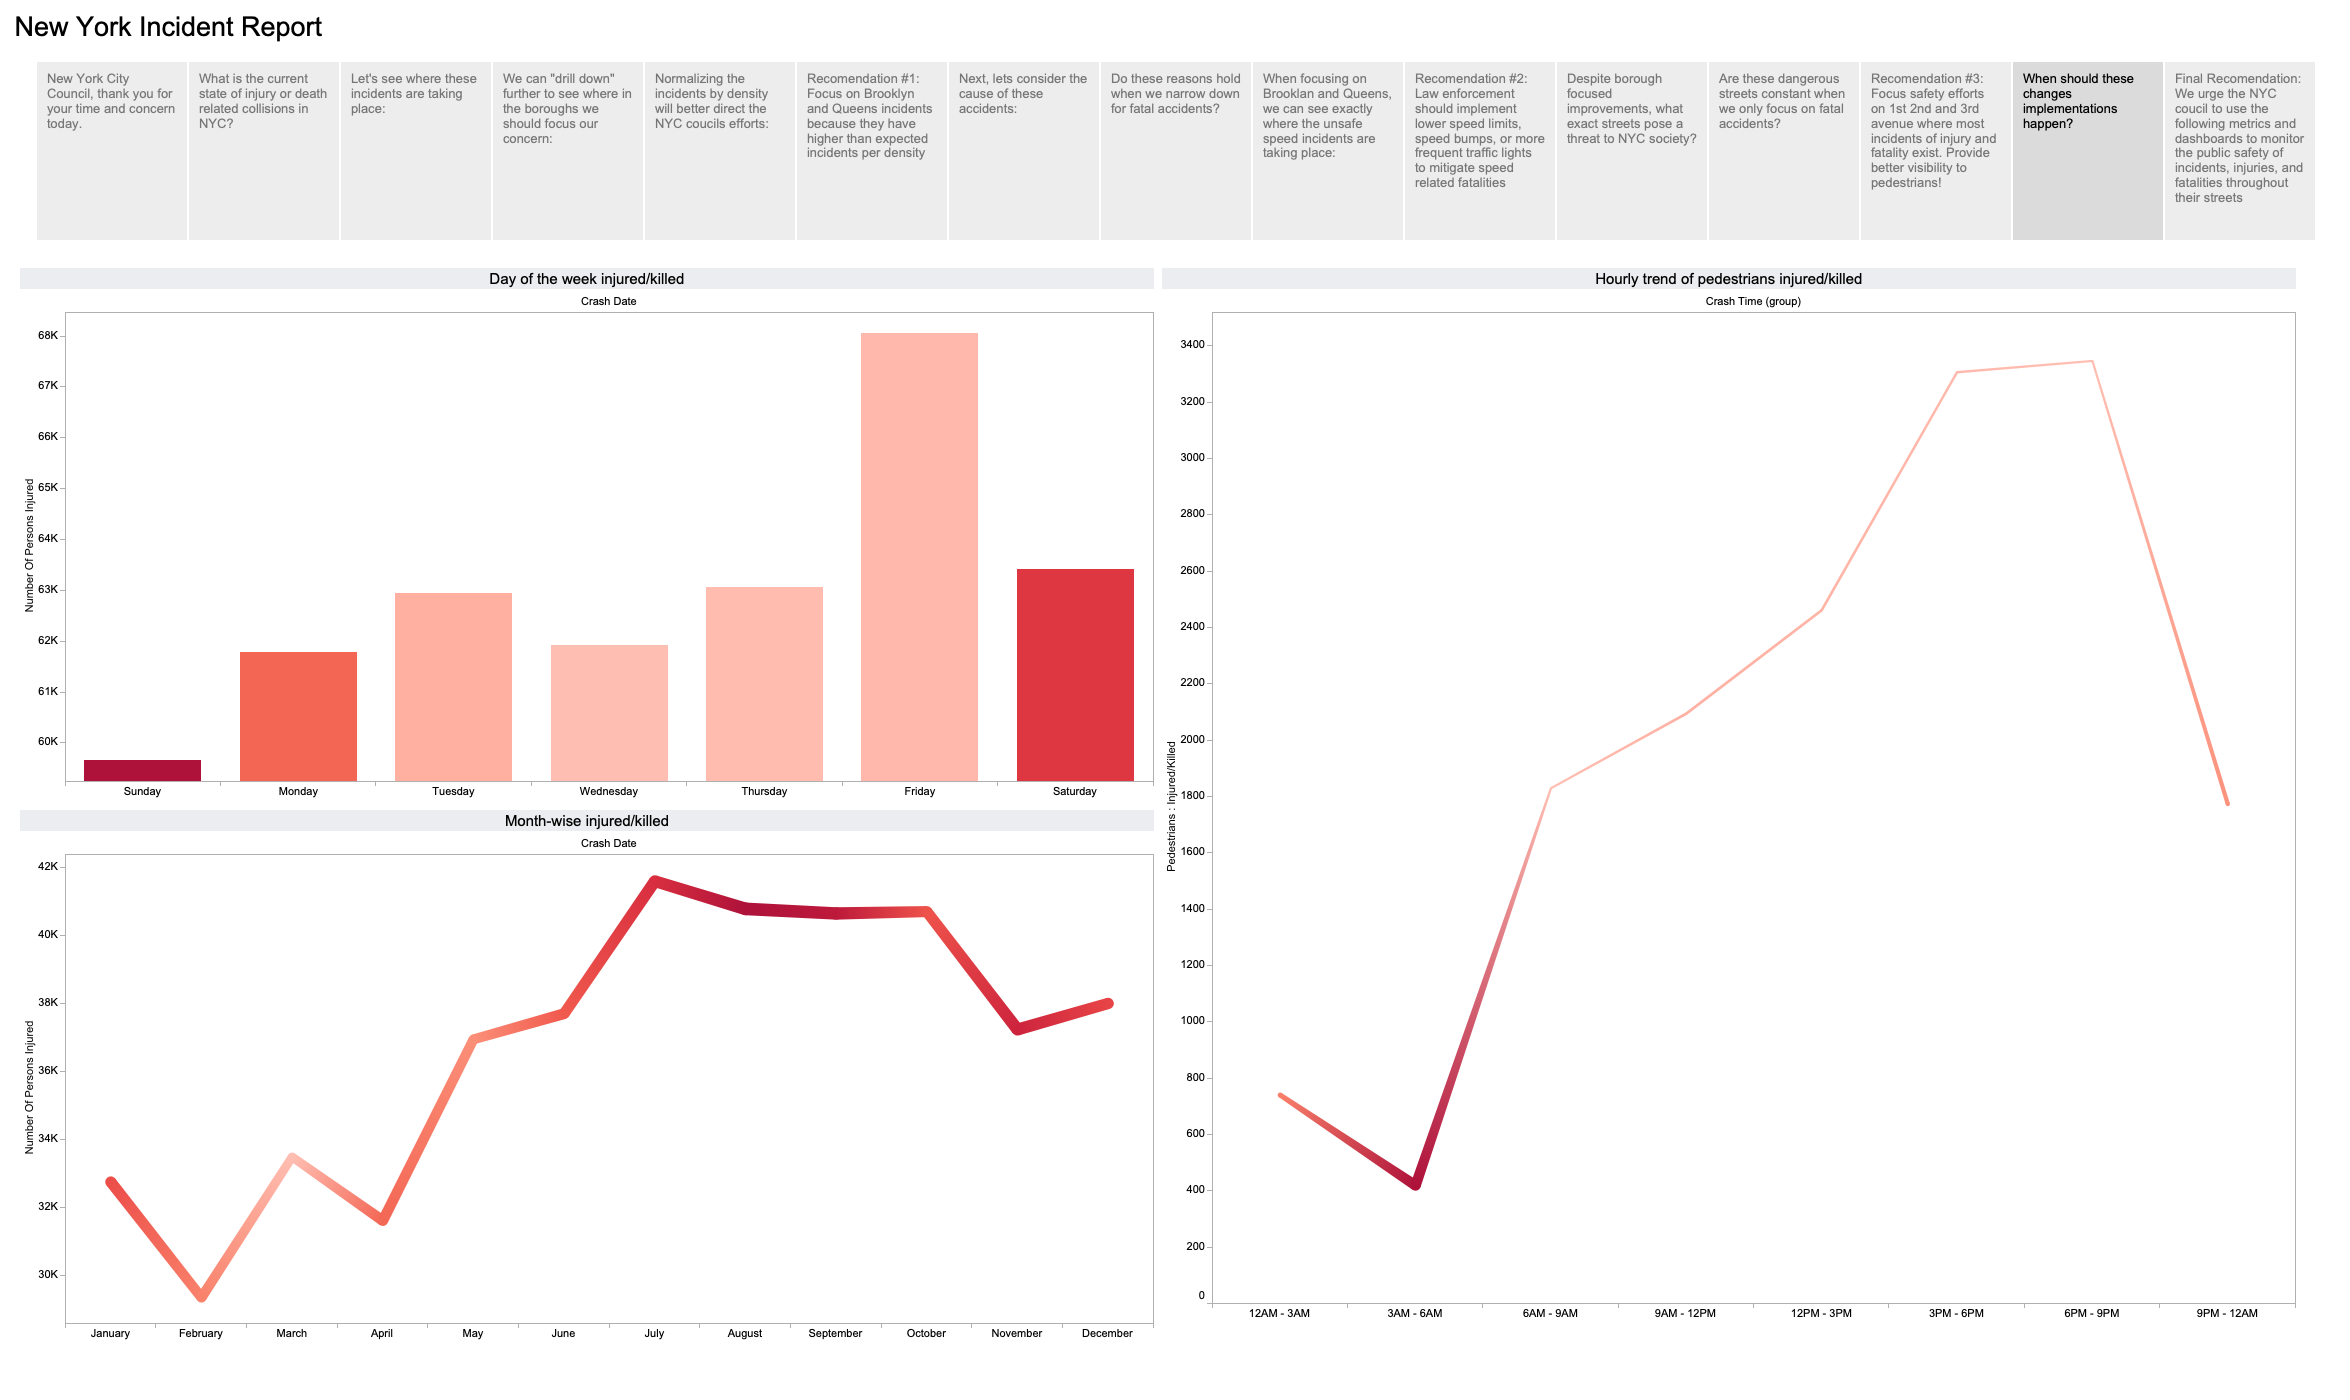 New York Incident Report
New York City
Council, thank you for
your time and concern
today.
What is the current
state of injury or death
related collisions in
NYC?
Let's see where these
incidents are taking
place:
We can "drill down"
further to see where in
the boroughs we
should focus our
concern:
Normalizing the
incidents by density
will better direct the
NYC coucils efforts:
Recomendation #1:
Focus on Brooklyn
and Queens incidents
because they have
higher than expected
incidents per density
Next, lets consider the
cause of these
accidents:
Do these reasons hold
when we narrow down
for fatal accidents?
When focusing on
Brooklan and Queens,
we can see exactly
where the unsafe
speed incidents are
taking place:
Recomendation #2:
Law enforcement
should implement
lower speed limits,
speed bumps, or more
frequent traffic lights
to mitigate speed
related fatalities
Despite borough
focused
improvements, what
exact streets pose a
threat to NYC society?
Are these dangerous
streets constant when
we only focus on fatal
accidents?
Recomendation #3:
Focus safety efforts
on 1st 2nd and 3rd
avenue where most
incidents of injury and
fatality exist. Provide
better visibility to
pedestrians!
When should these
changes
implementations
happen?
Final Recomendation:
We urge the NYC
coucil to use the
following metrics and
dashboards to monitor
the public safety of
incidents, injuries, and
fatalities throughout
their streets
Day of the week injured/killed
Crash Date
Number Of Persons Injured
68K
67K
66K
65K
64K
63K
62K
61K
60K
Sunday
Monday
Tuesday
Wednesday
Thursday
Friday
Saturday
Month-wise injured/killed
Crash Date
Number Of Persons Injured
42K
40K
38K
36K
34K
32K
30K
January
February
March
April
May
June
July
August
September
October
November
December
Hourly trend of pedestrians injured/killed
Crash Time (group)
Pedestrians : Injured/Killed
3400
3200
3000
2800
2600
2400
2200
2000
1800
1600
1400
1200
1000
800
600
400
200
0
12AM - 3AM
3AM - 6AM
6AM - 9AM
9AM - 12PM
12PM - 3PM
3PM - 6PM
6PM - 9PM
9PM - 12AM